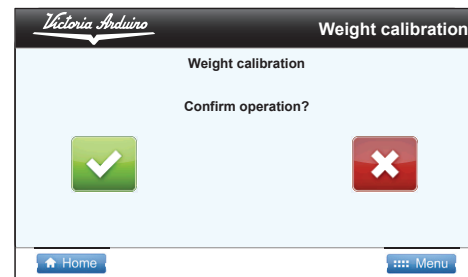 Victoria Arduino
Weight calibration
Weight calibration
Confirm operation?
Home
Menu